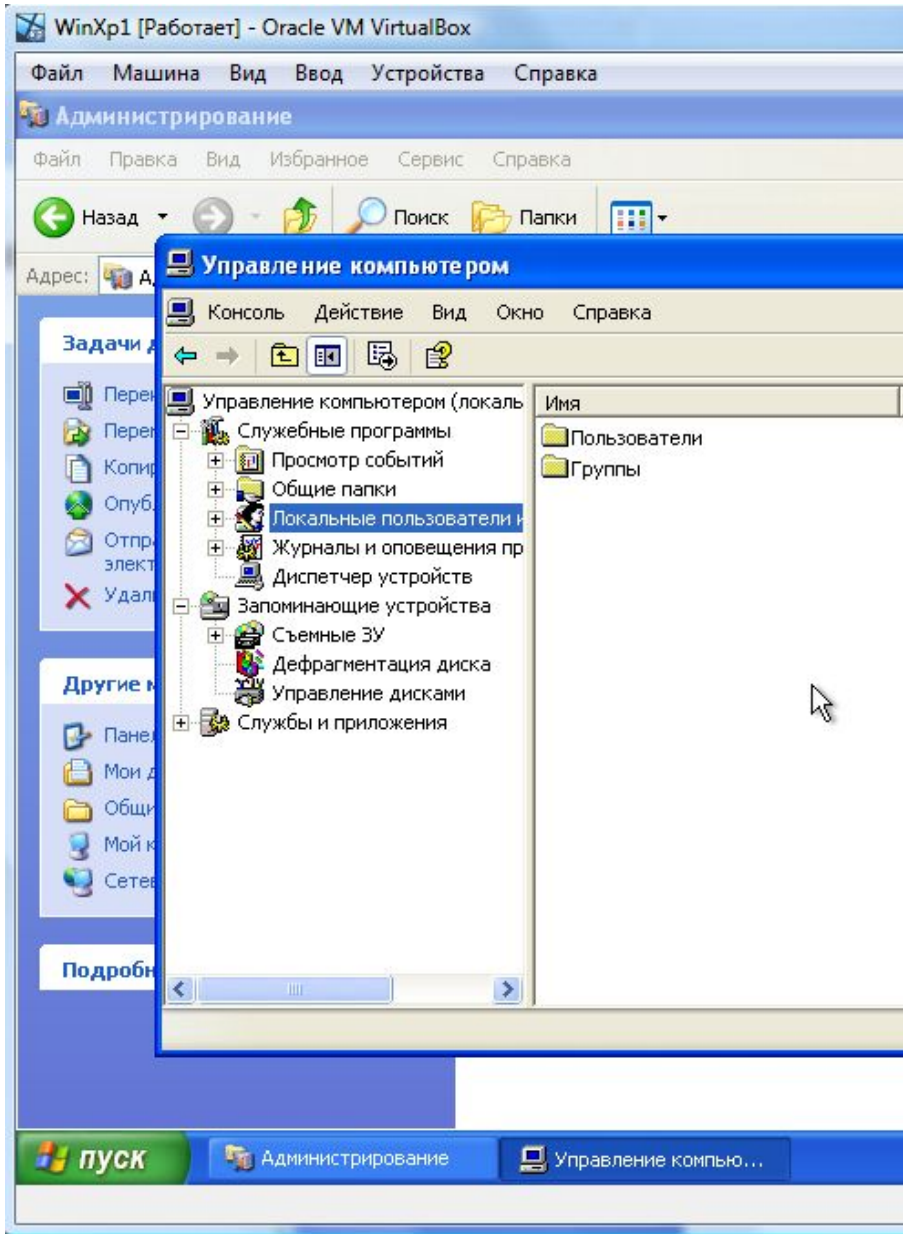 WinXp1 [Работает] - Oracle VM VirtualBox
Файл Машина Вид Ввод Устройства Справка
Администрирование
Файл Правка Вид Избранное Сервис Справка
Назад Поиск Папки
Адрес:
Управление компьютером
Консоль Действие Вид Окно Справка
Задачи
Управление компьютером (локаль
Служебные программы
Просмотр событий
Общие папки
Локальные пользователи и
Журналы и оповещения пр
Диспетчер устройств
Запоминающие устройства
Съемные ЗУ
Дефрагментация диска
Управление дисками
Службы и приложения
Имя
Пользователи
Группы
Опуб.
Другие
Мои
Мой
Подробн
пуск Администрирование Управление компью...